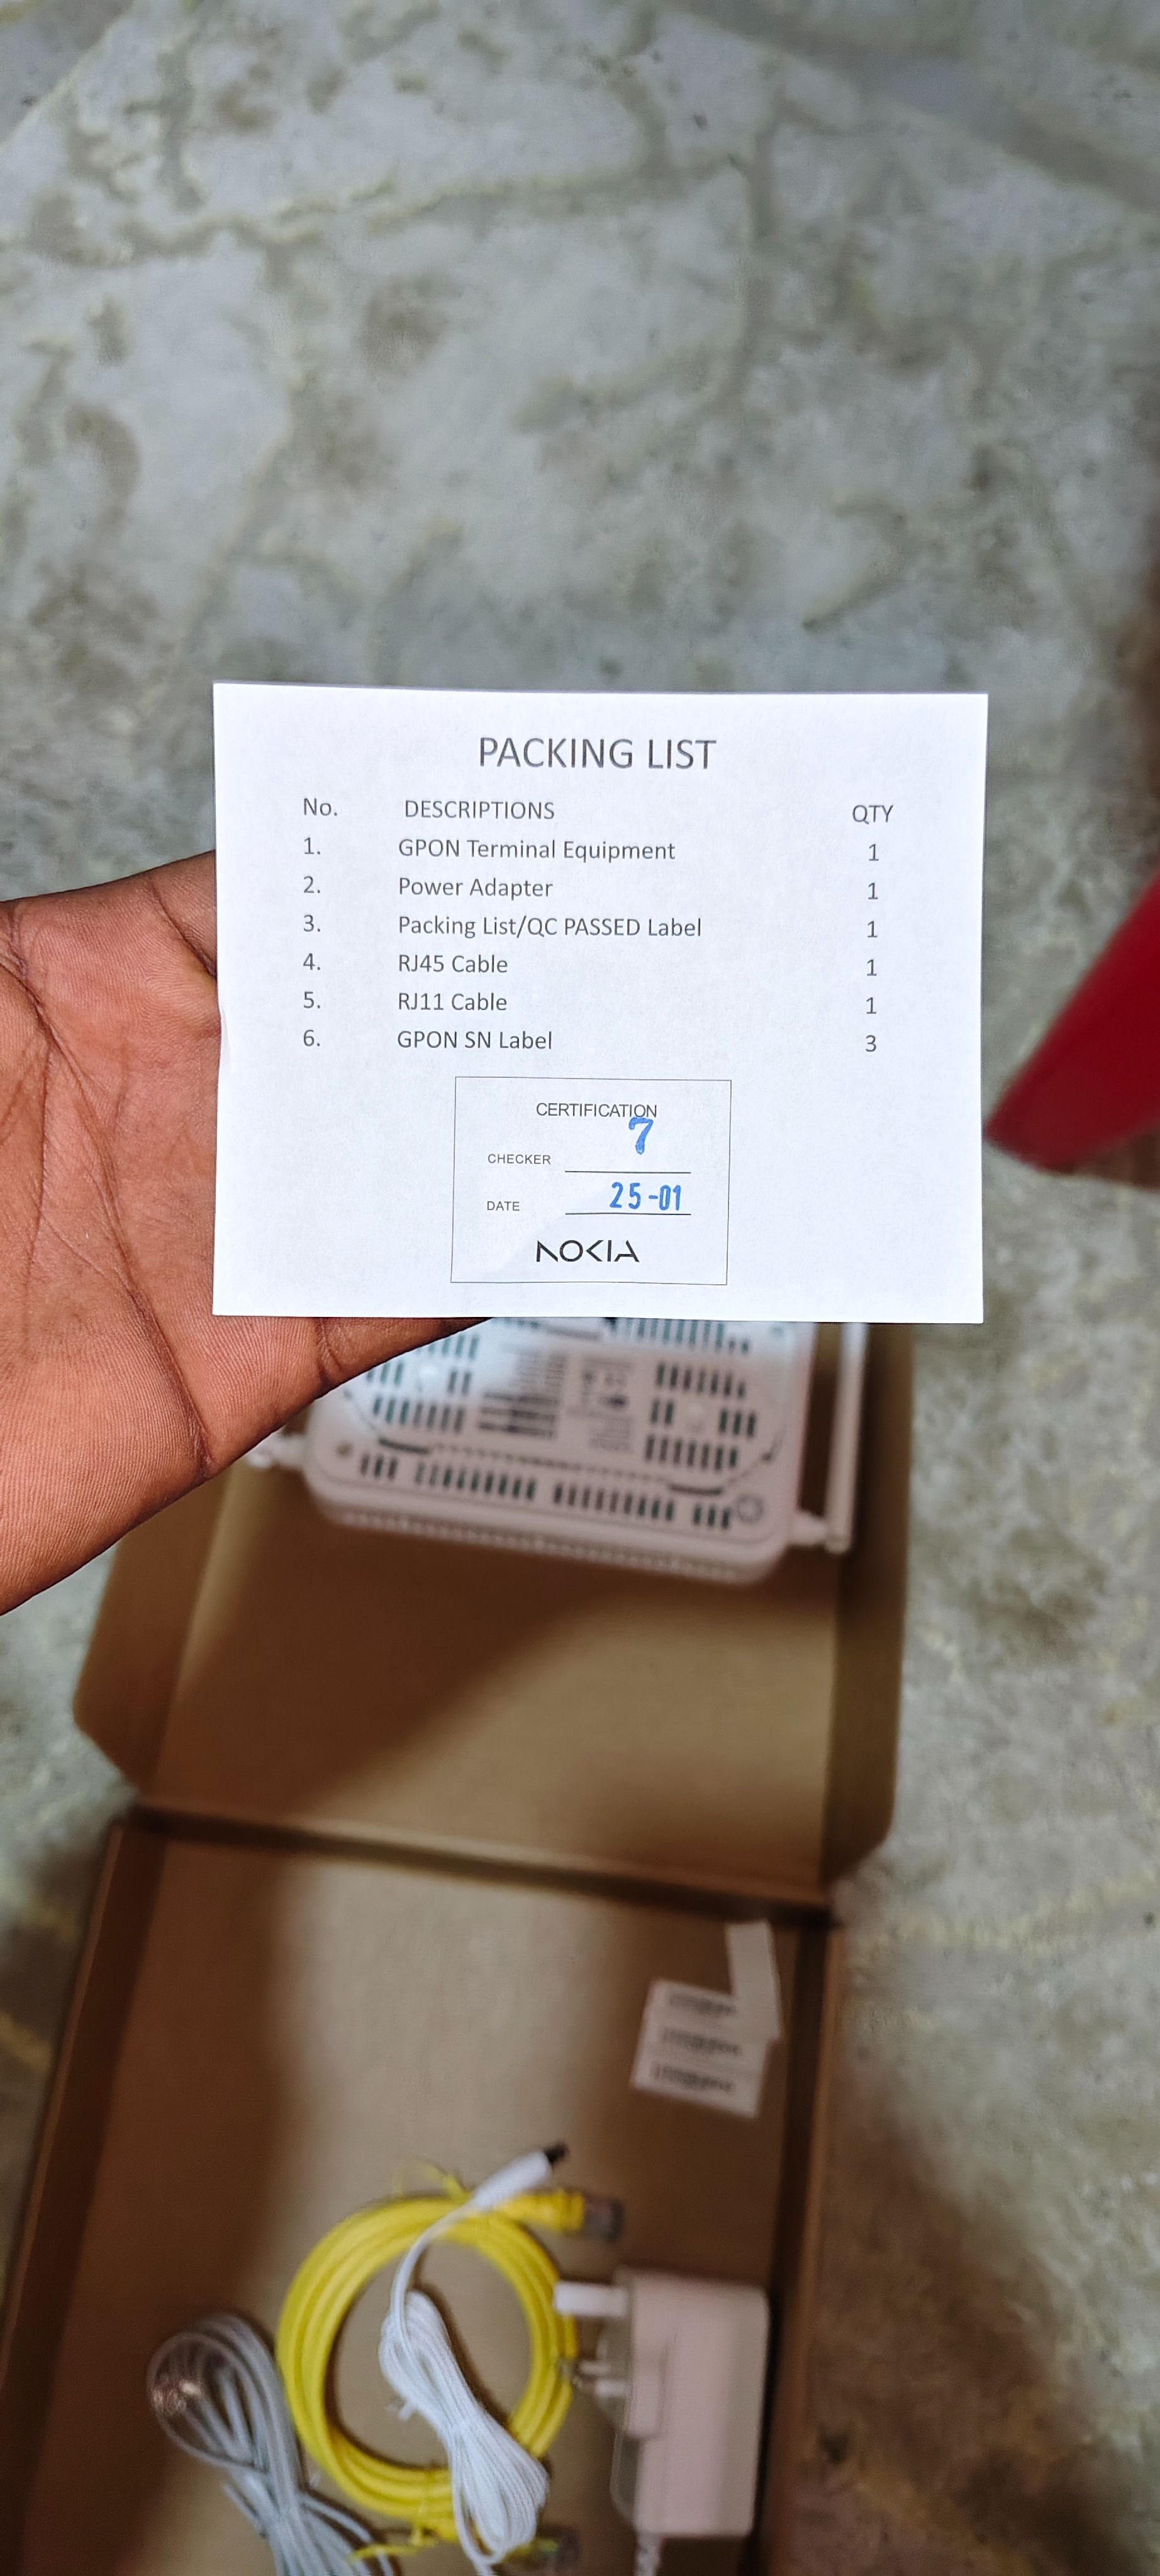 PACKING LIST
No. DESCRIPTIONS QTY
1. GPON Terminal Equipment 1
2. Power Adapter 1
3. Packing List/QC PASSED Label 1
4. RJ45 Cable 1
5. RJ11 Cable 1
6. GPON SN Label 3
CERTIFICATION
CHECKER 7
DATE 25-01
NOKIA